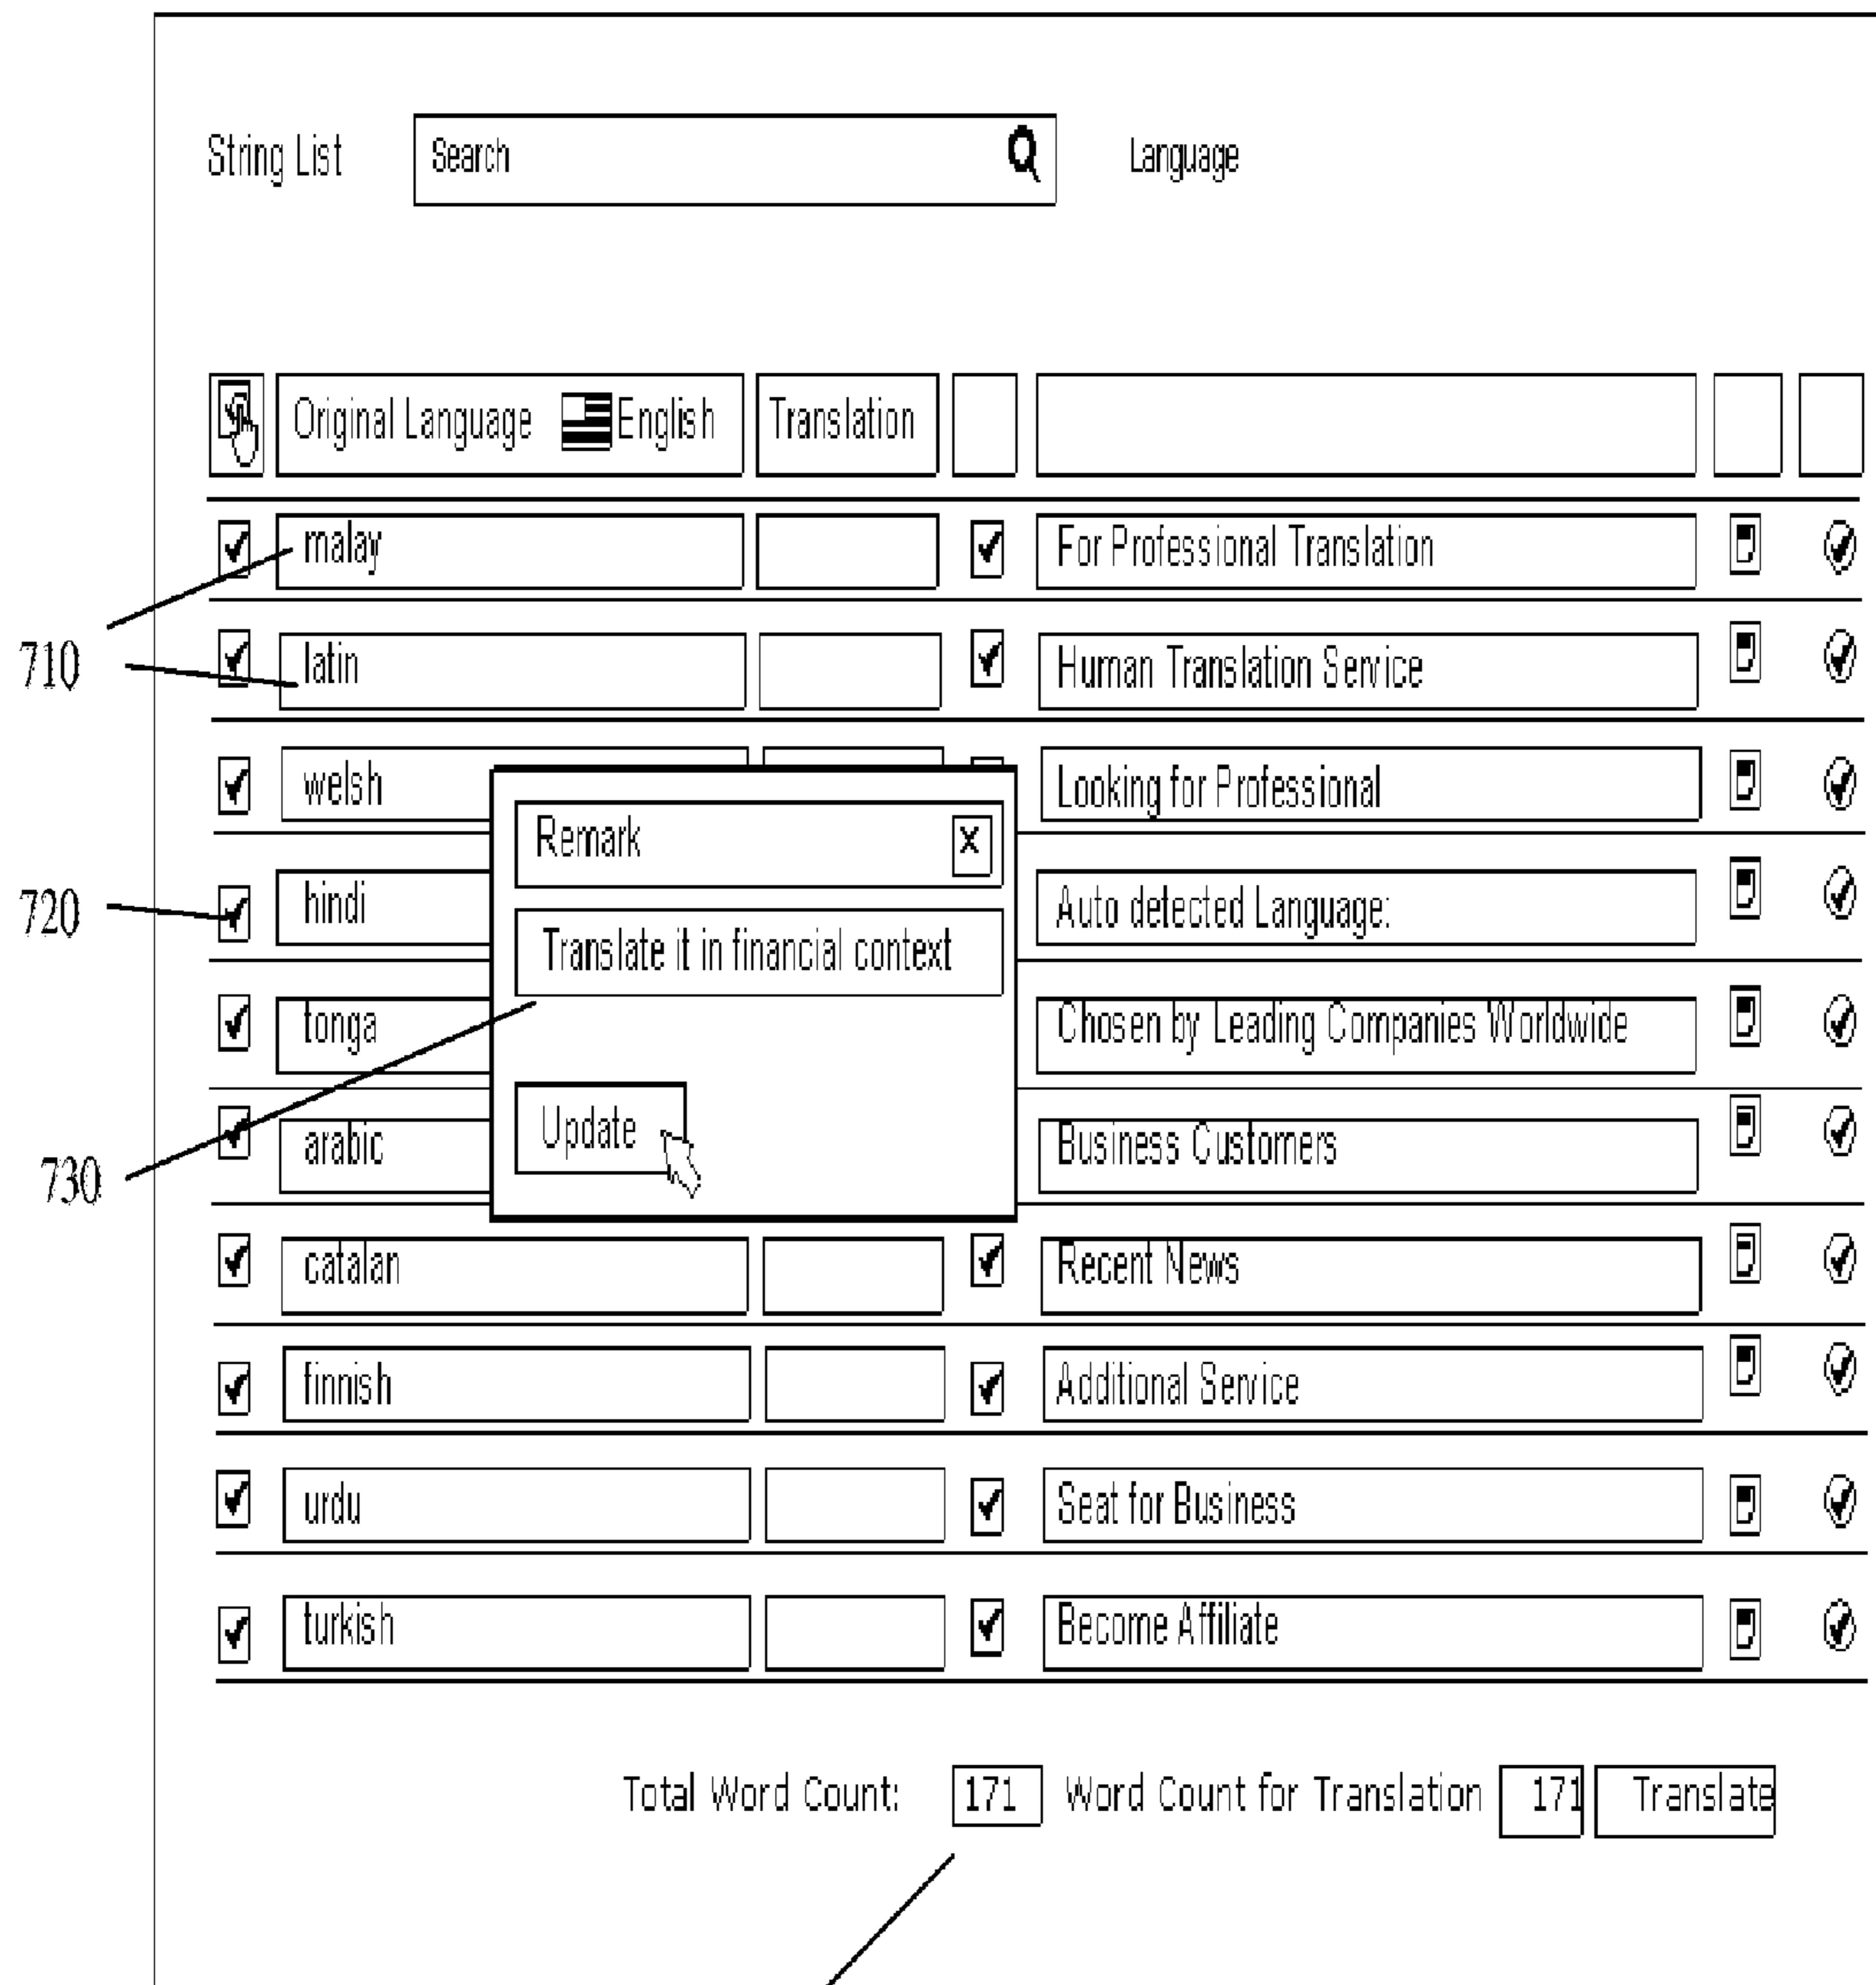 String List Search Language
Original Language English Translation
malay For Professional Translation
710
latin Human Translation Service
welsh Looking for Professional
Remark X
720
hindi Auto detected Language:
Translate it in financial context
tonga Chosen by Leading Companies Worldwide
Update
arabic Business Customers
730
catalan Recent News
finnish Additional Service
urdu Seat for Business
turkish Become Affiliate
Total Word Count: 171 Word Count for Translation 171 Translate